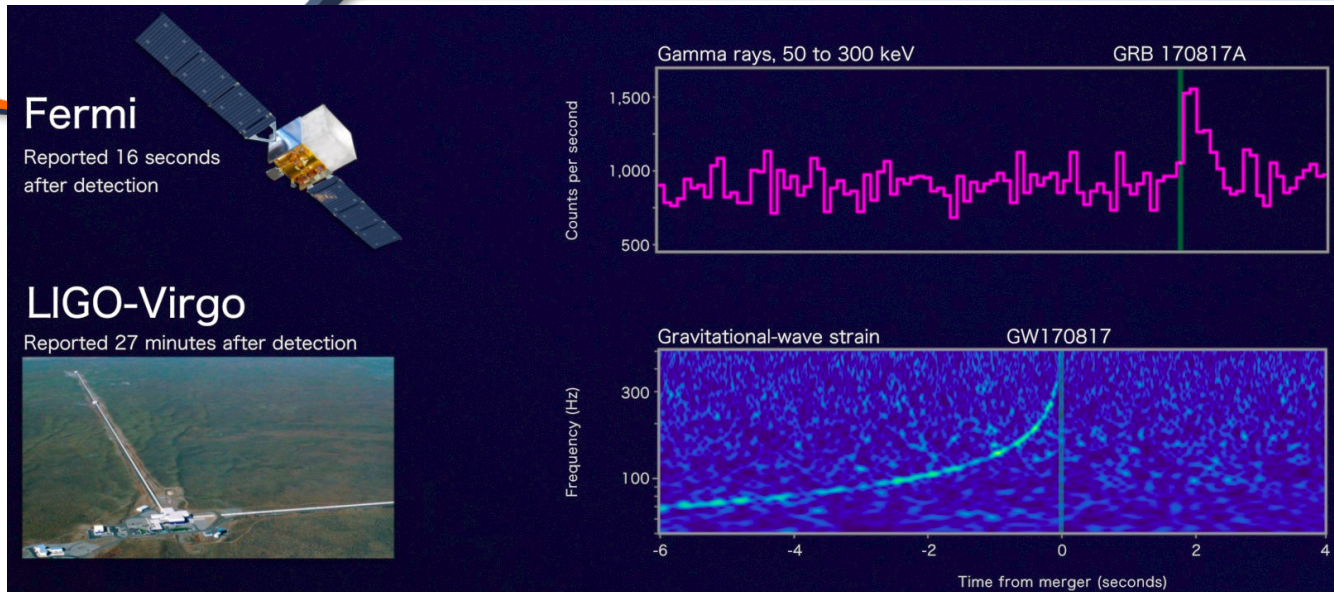 Fermi
Reported 16 seconds
after detection
Gamma rays, 50 to 300 keV
GRB 170817A
Counts per second
1,500
1,000
500
LIGO-Virgo
Reported 27 minutes after detection
Gravitational-wave strain
GW170817
Frequency (Hz)
300
100
-6 -4 -2 0 2 4
Time from merger (seconds)